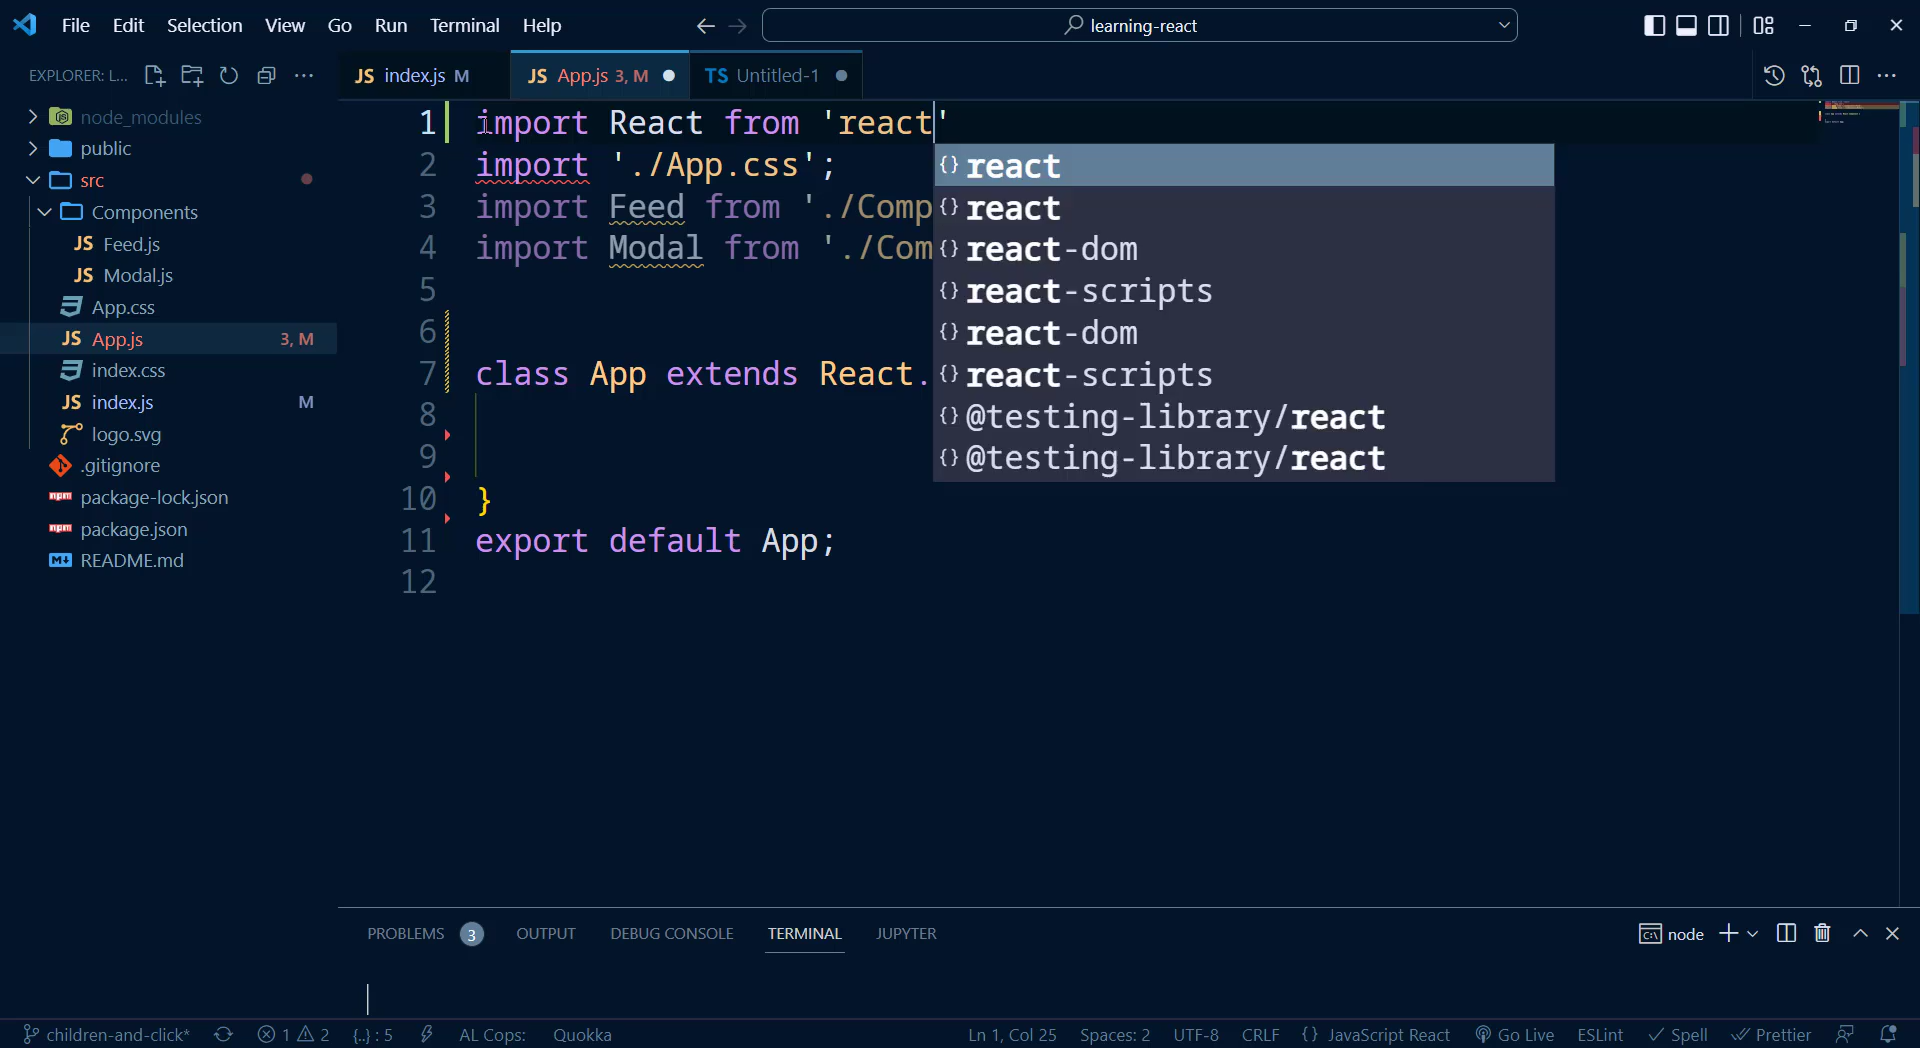 File Edit Selection View Go Run Terminal Help
learning-react
EXPLORER: L...
JS index.js M
JS App.js 3, M
TS Untitled-1
node_modules
public
src
Components
JS Feed.js
JS Modal.js
App.css
JS App.js 3, M
index.css
JS index.js M
logo.svg
.gitignore
package-lock.json
package.json
README.md
1 import React from 'react'
2 import './App.css';
3 import Feed from './Comp
4 import Modal from './Com
5
6
7 class App extends React.
8
9
10 }
11 export default App;
12
{} react
{} react
{} react-dom
{} react-scripts
{} react-dom
{} react-scripts
{} @testing-library/react
{} @testing-library/react
PROBLEMS 3 OUTPUT DEBUG CONSOLE TERMINAL JUPYTER
node
children-and-click* 1 2 {..} : 5 AL Cops: Quokka
Ln 1, Col 25 Spaces: 2 UTF-8 CRLF {} JavaScript React Go Live ESLint Spell Prettier